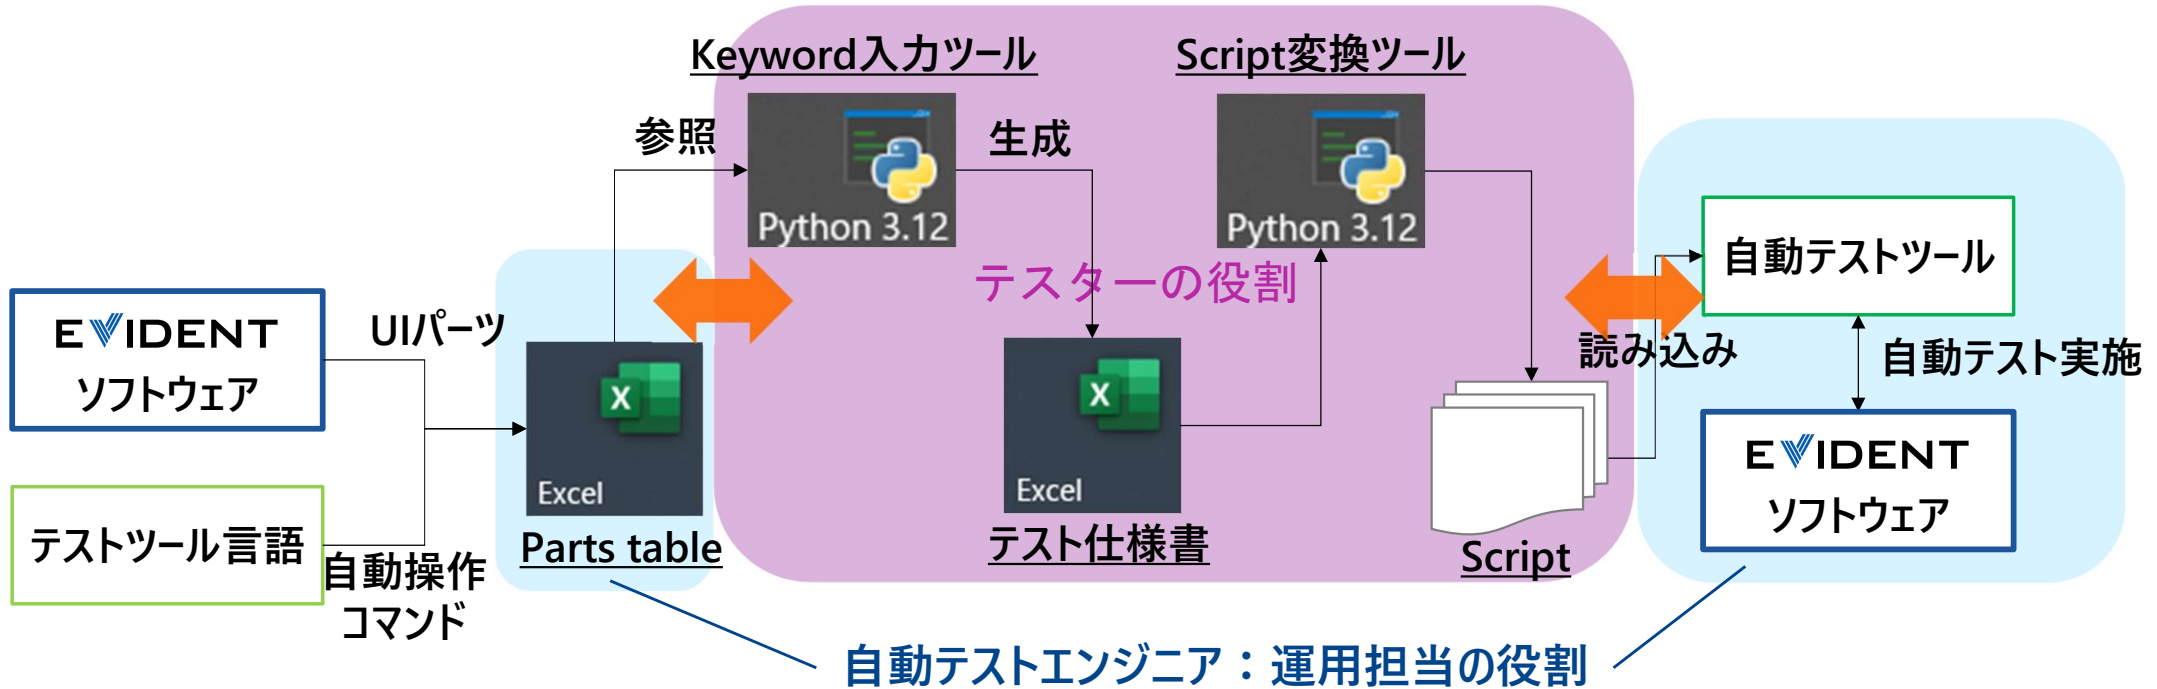 Keyword入力ツール
Script変換ツール
参照
生成
Python 3.12
Python 3.12
テスターの役割
自動テストツール
EVIDENT
ソフトウェア
UIパーツ
読み込み
自動テスト実施
Excel
Excel
EVIDENT
ソフトウェア
テストツール言語
自動操作
コマンド
Parts table
テスト仕様書
Script
自動テストエンジニア：運用担当の役割